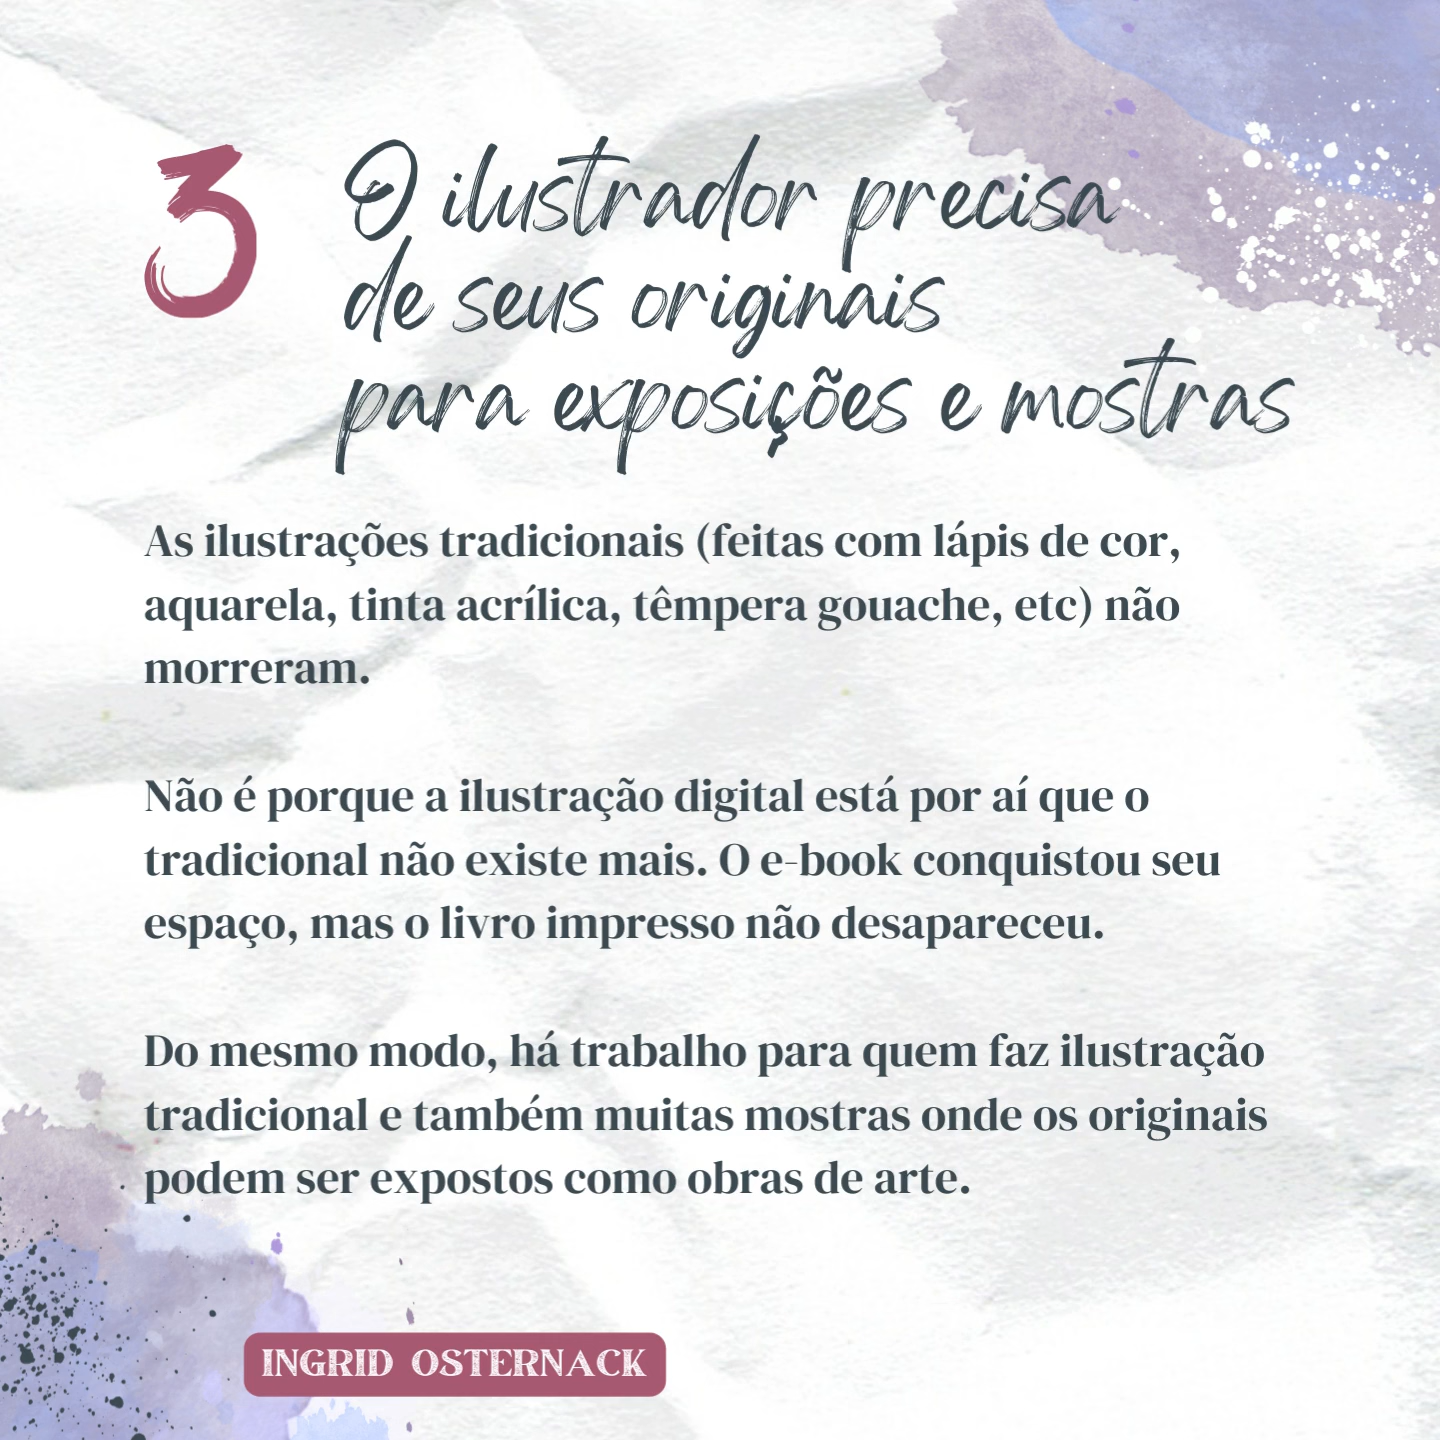 3
O ilustrador precisa
de seus originais
para exposições e mostras
As ilustrações tradicionais (feitas com lápis de cor,
aquarela, tinta acrílica, têmpera gouache, etc) não
morreram.
Não é porque a ilustração digital está por aí que o
tradicional não existe mais. O e-book conquistou seu
espaço, mas o livro impresso não desapareceu.
Do mesmo modo, há trabalho para quem faz ilustração
tradicional e também muitas mostras onde os originais
podem ser expostos como obras de arte.
INGRID OSTERNACK